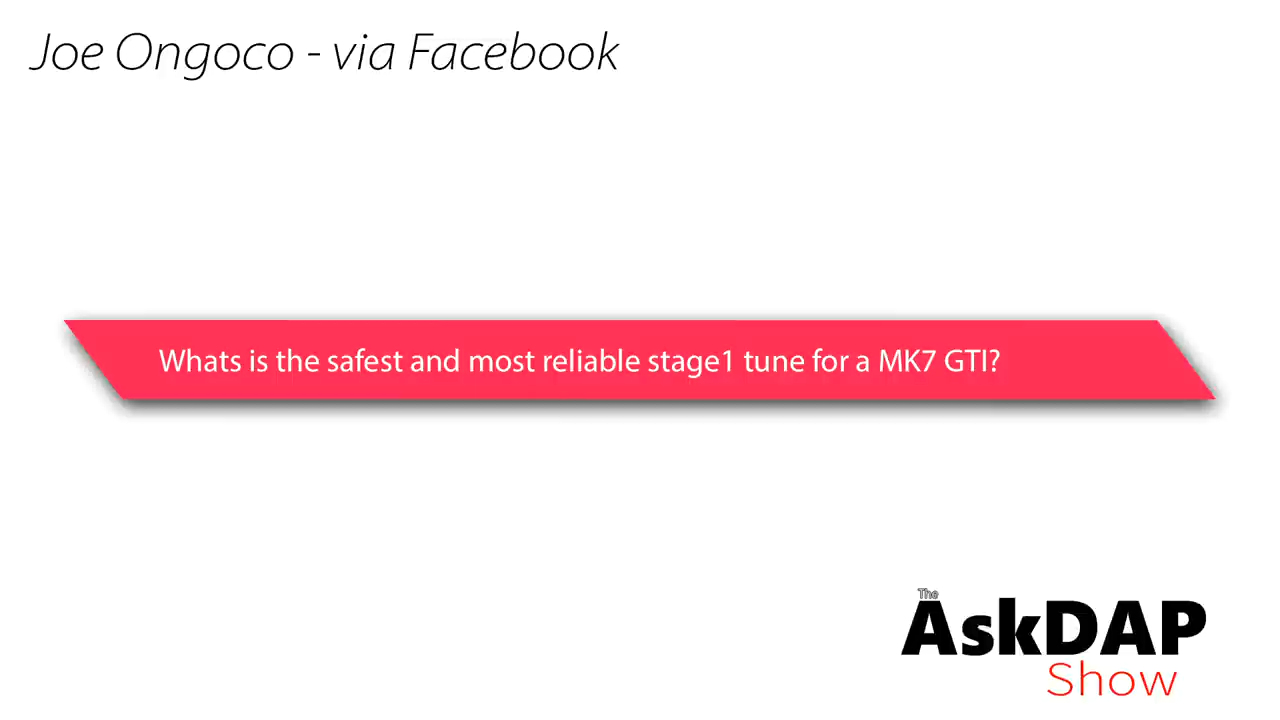 Joe Ongoco - via Facebook
Whats is the safest and most reliable stage1 tune for a MK7 GTI?
The
AskDAP
Show